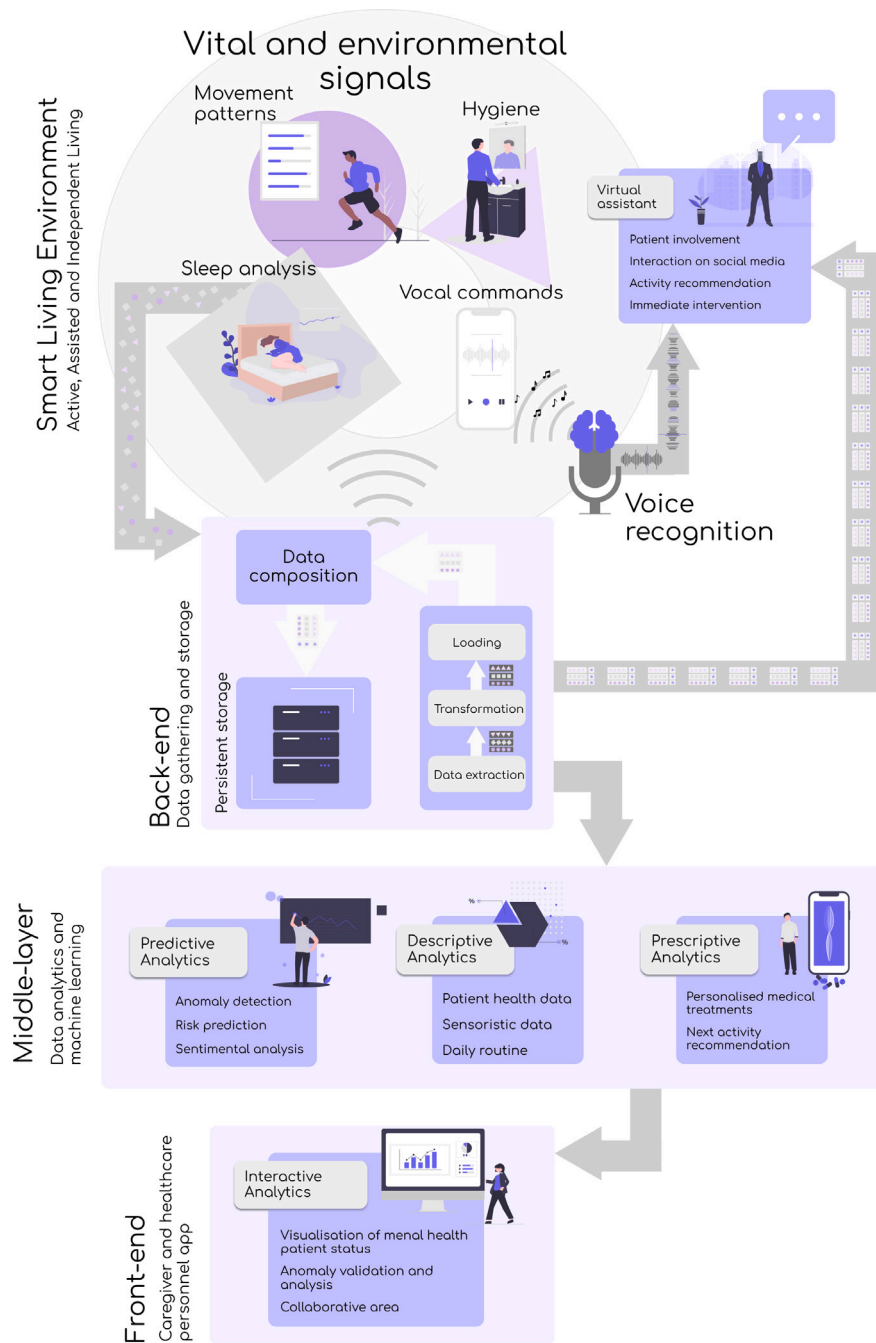 Vital and environmental
signals
Movement
patterns
Hygiene
Sleep analysis
Vocal commands
Smart Living Environment
Active, Assisted and Independent Living
Virtual
assistant
Patient involvement
Interaction on social media
Activity recommendation
Immediate intervention
Voice
recognition
Back-end
Data gathering and storage
Data
composition
Persistent storage
Loading
Transformation
Data extraction
Middle-layer
Data analytics and
machine learning
Predictive
Analytics
Anomaly detection
Risk prediction
Sentimental analysis
%
%
Descriptive
Analytics
Patient health data
Sensoristic data
Daily routine
Prescriptive
Analytics
Personalised medical
treatments
Next activity
recommendation
Front-end
Caregiver and healthcare
personnel app
Interactive
Analytics
Visualisation of menal health
patient status
Anomaly validation and
analysis
Collaborative area